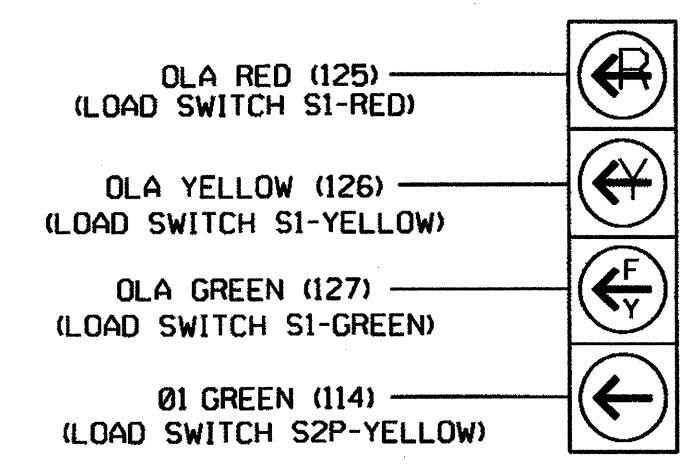 OLA RED (125)
(LOAD SWITCH S1-RED)
R
OLA YELLOW (126)
(LOAD SWITCH S1-YELLOW)
Y
OLA GREEN (127)
(LOAD SWITCH S1-GREEN)
F
Y
Ø1 GREEN (114)
(LOAD SWITCH S2P-YELLOW)